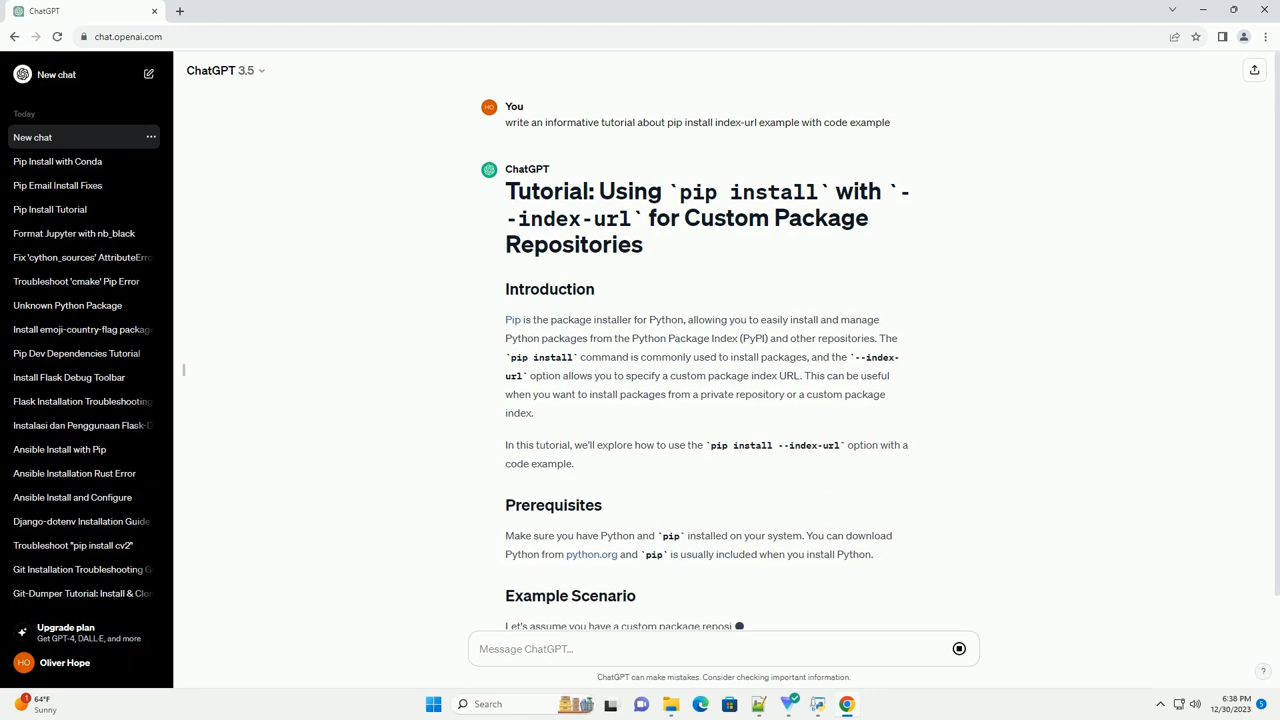 ChatGPT
chat.openai.com
New chat
Today
New chat
Pip Install with Conda
Pip Email Install Fixes
Pip Install Tutorial
Format Jupyter with nb_black
Fix 'cython_sources' AttributeErro
Troubleshoot 'cmake' Pip Error
Unknown Python Package
Install emoji-country-flag package
Pip Dev Dependencies Tutorial
Install Flask Debug Toolbar
Flask Installation Troubleshooting
Instalasi dan Penggunaan Flask-D
Ansible Install with Pip
Ansible Installation Rust Error
Ansible Install and Configure
Django-dotenv Installation Guide
Troubleshoot "pip install cv2"
Git Installation Troubleshooting G
Git-Dumper Tutorial: Install & Clon
Upgrade plan
Get GPT-4, DALL·E, and more
HO Oliver Hope
ChatGPT 3.5
HO You
write an informative tutorial about pip install index-url example with code example
ChatGPT
Tutorial: Using `pip install` with `-
-index-url` for Custom Package
Repositories
Introduction
Pip is the package installer for Python, allowing you to easily install and manage
Python packages from the Python Package Index (PyPI) and other repositories. The
`pip install` command is commonly used to install packages, and the `--index-
url` option allows you to specify a custom package index URL. This can be useful
when you want to install packages from a private repository or a custom package
index.
In this tutorial, we'll explore how to use the `pip install --index-url` option with a
code example.
Prerequisites
Make sure you have Python and `pip` installed on your system. You can download
Python from python.org and `pip` is usually included when you install Python.
Example Scenario
Let's assume you have a custom package reposi
Message ChatGPT...
ChatGPT can make mistakes. Consider checking important information.
?
1
64°F
Sunny
Search
6:38 PM
12/30/2023
5